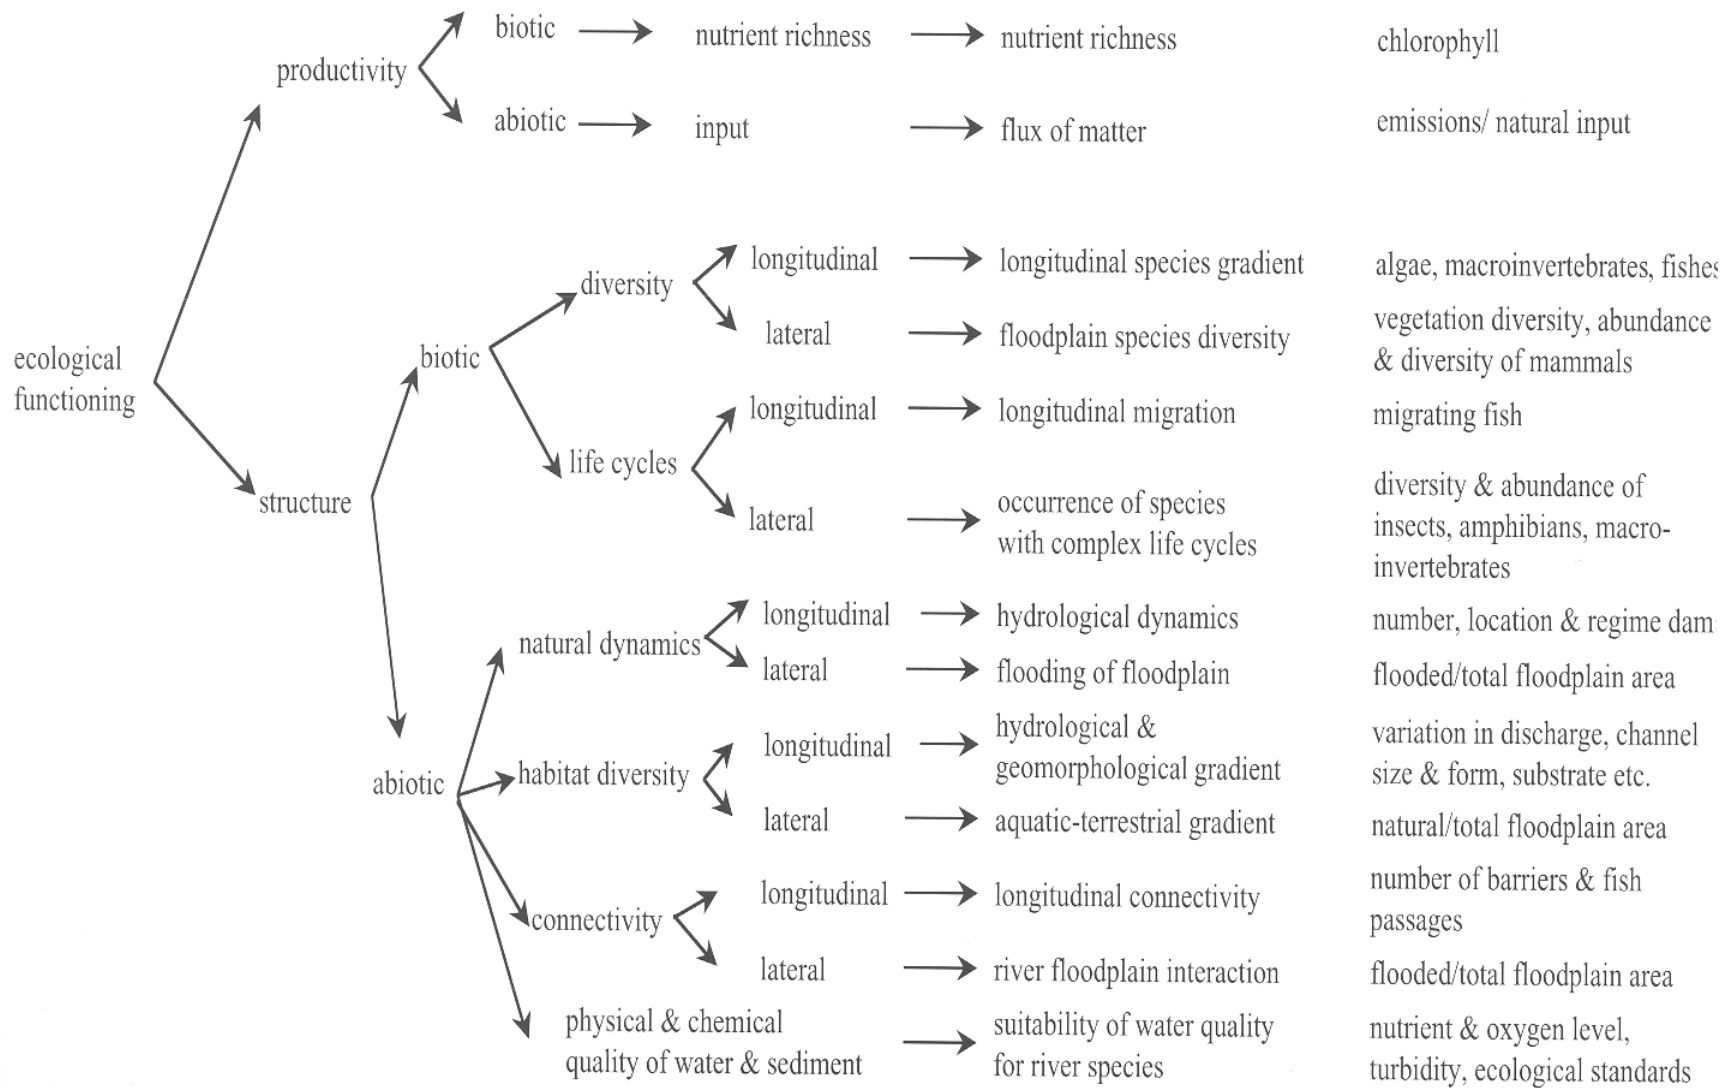 biotic
nutrient richness
nutrient richness
chlorophyll
productivity
abiotic
input
flux of matter
emissions/ natural input
longitudinal
longitudinal species gradient
algae, macroinvertebrates, fishes
diversity
lateral
floodplain species diversity
vegetation diversity, abundance
& diversity of mammals
ecological
functioning
biotic
longitudinal
longitudinal migration
migrating fish
life cycles
structure
lateral
occurrence of species
with complex life cycles
diversity & abundance of
insects, amphibians, macro-
invertebrates
longitudinal
hydrological dynamics
number, location & regime dam
natural dynamics
lateral
flooding of floodplain
flooded/total floodplain area
longitudinal
hydrological &
geomorphological gradient
variation in discharge, channel
size & form, substrate etc.
abiotic
habitat diversity
lateral
aquatic-terrestrial gradient
natural/total floodplain area
longitudinal
longitudinal connectivity
number of barriers & fish
passages
connectivity
lateral
river floodplain interaction
flooded/total floodplain area
physical & chemical
quality of water & sediment
suitability of water quality
for river species
nutrient & oxygen level,
turbidity, ecological standards